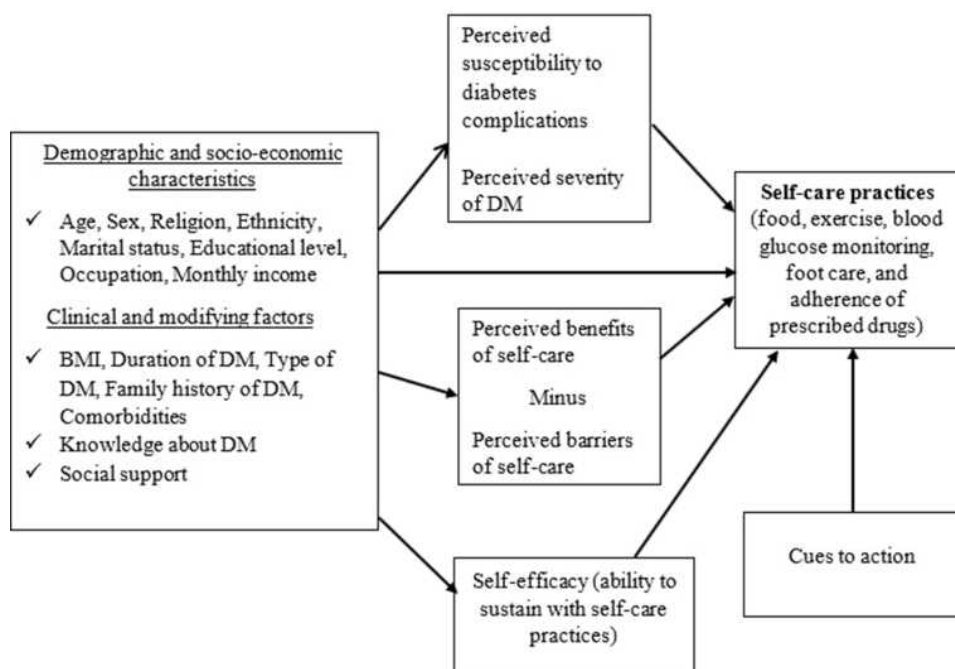 Demographic and socio-economic
characteristics
✓ Age, Sex, Religion, Ethnicity,
Marital status, Educational level,
Occupation, Monthly income
Clinical and modifying factors
✓ BMI, Duration of DM, Type of
DM, Family history of DM,
Comorbidities
✓ Knowledge about DM
✓ Social support
Perceived
susceptibility to
diabetes
complications
Perceived severity
of DM
Perceived benefits
of self-care
Minus
Perceived barriers
of self-care
Self-efficacy (ability to
sustain with self-care
practices)
Self-care practices
(food, exercise, blood
glucose monitoring,
foot care, and
adherence of
prescribed drugs)
Cues to action